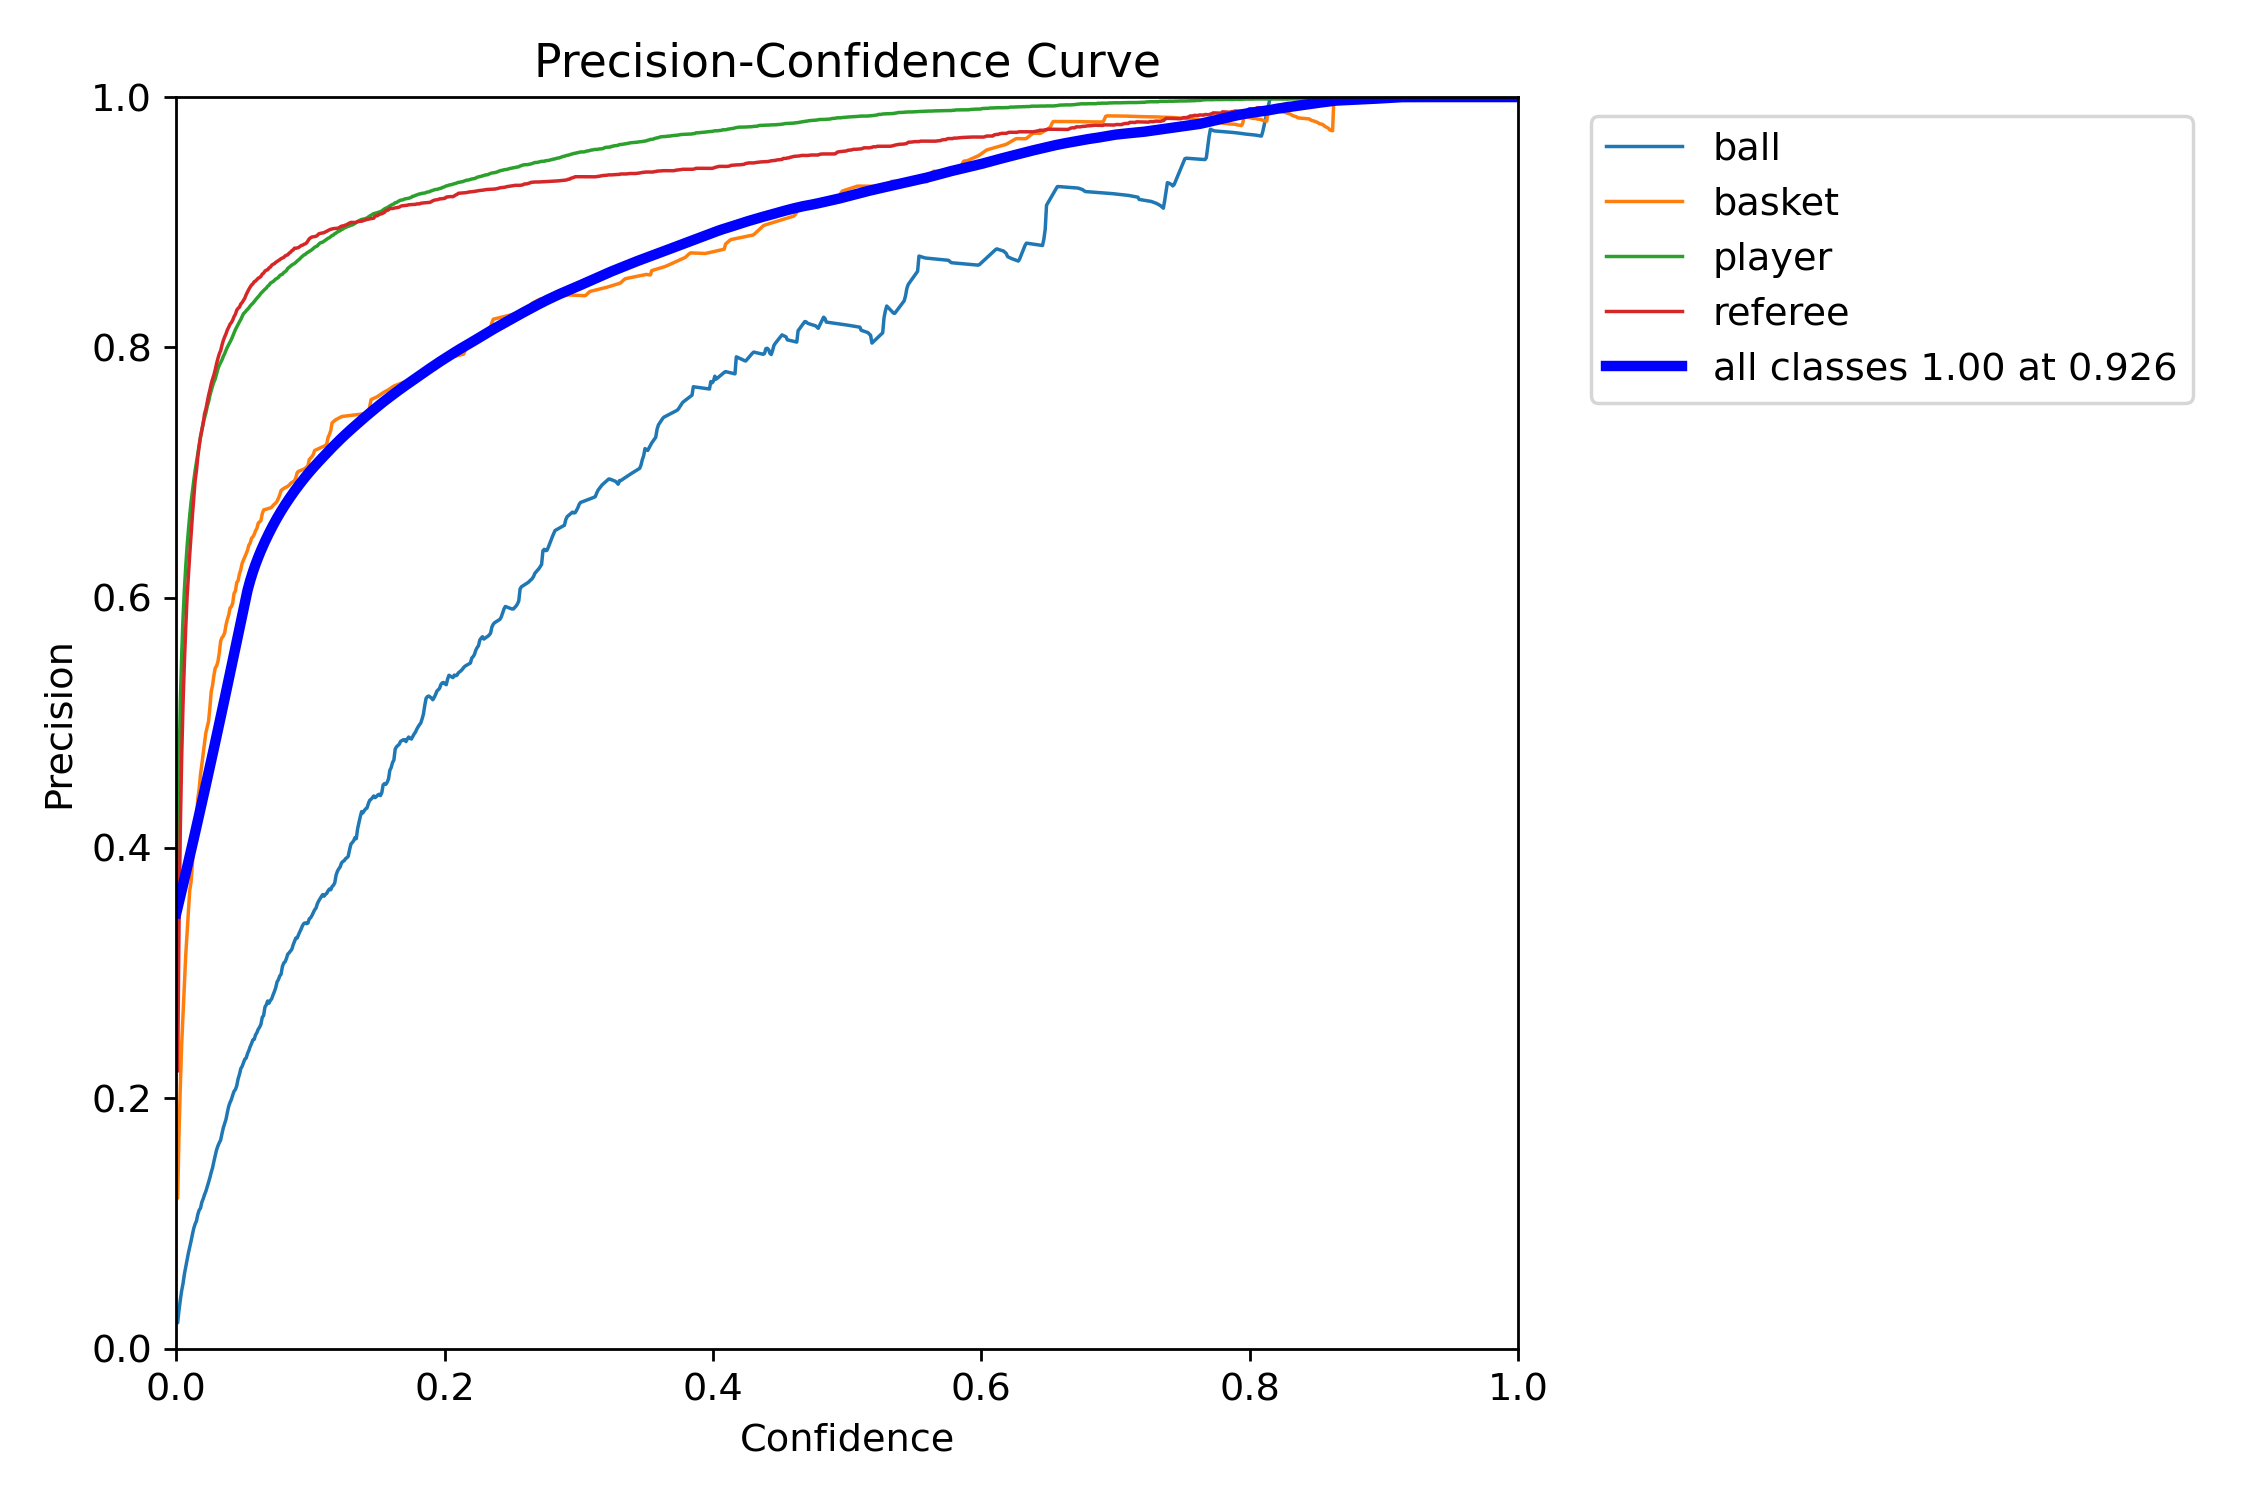 Precision-Confidence Curve
1.0
0.8
0.6
0.4
0.2
0.0
Precision
0.0 0.2 0.4 0.6 0.8 1.0
Confidence
ball
basket
player
referee
all classes 1.00 at 0.926